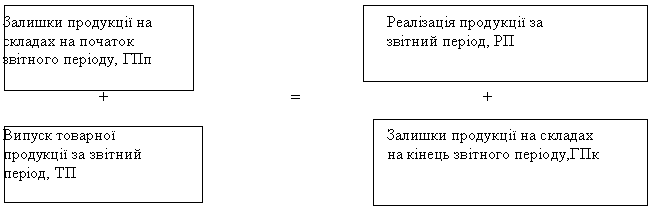 Залишки продукції на
складах на початок
звітного періоду, ГПп
+
Випуск товарної
продукції за звітний
період, ТП
=
Реалізація продукції за
звітний період, РП
+
Залишки продукції на складах
на кінець звітного періоду,ГПк